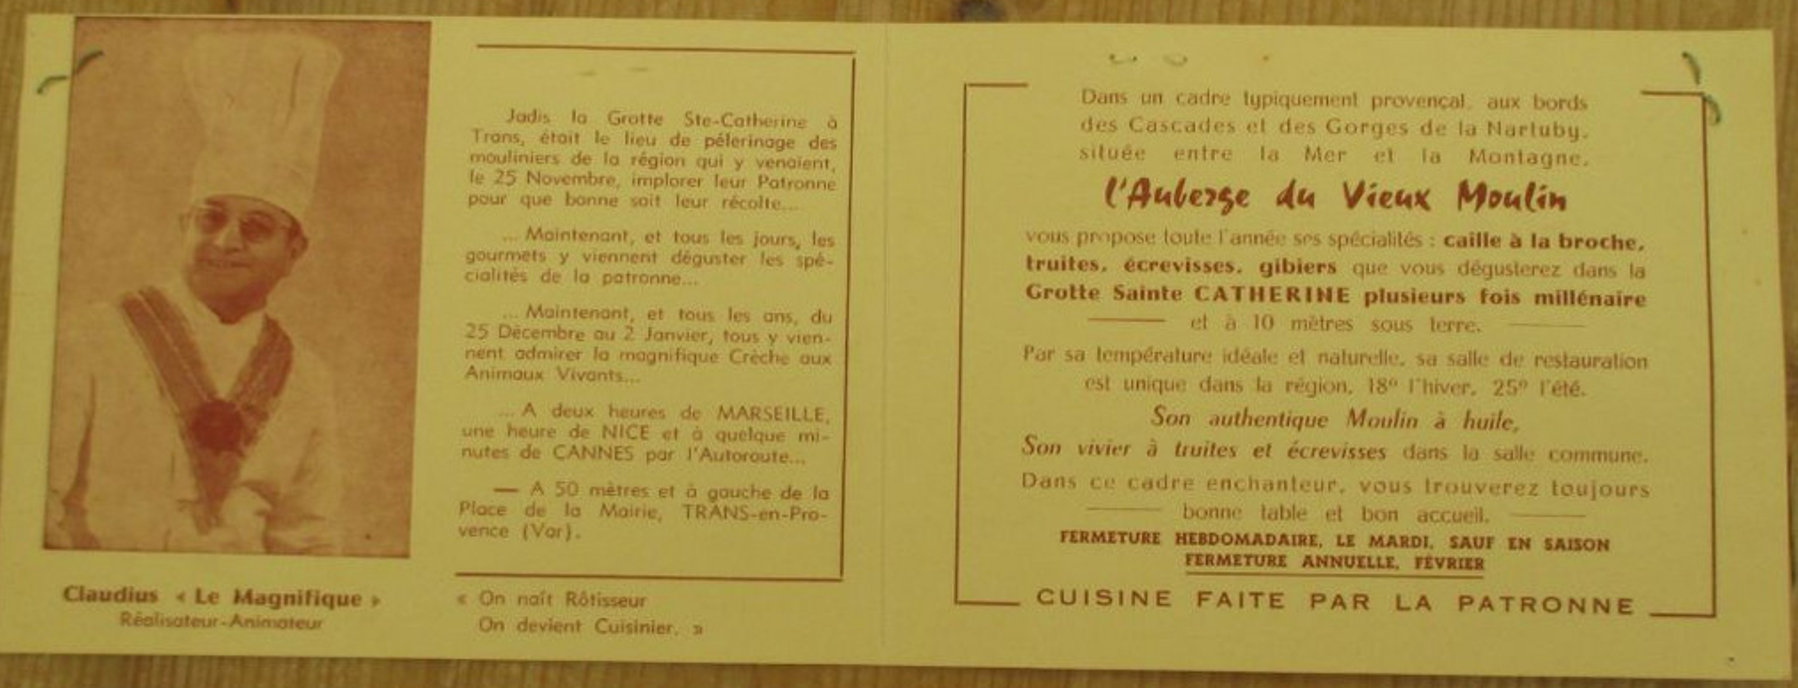 Claudius « Le Magnifique »
Réalisateur-Animateur
Jadis la Grotte Ste-Catherine à
Trans, était le lieu de pélerinage des
mouliniers de la région qui y venaient,
le 25 Novembre, implorer leur Patronne
pour que bonne soit leur récolte...
... Maintenant, et tous les jours, les
gourmets y viennent déguster les spé-
cialités de la patronne...
... Maintenant, et tous les ans, du
25 Décembre au 2 Janvier, tous y vien-
nent admirer la magnifique Crèche aux
Animaux Vivants...
... A deux heures de MARSEILLE,
une heure de NICE et à quelque mi-
nutes de CANNES par l'Autoroute...
— A 50 mètres et à gauche de la
Place de la Mairie, TRANS-en-Pro-
vence (Var).
« On naît Rôtisseur
On devient Cuisinier. »
Dans un cadre typiquement provençal, aux bords
des Cascades et des Gorges de la Nartuby,
située entre la Mer et la Montagne,
l'Auberge du Vieux Moulin
vous propose toute l'année ses spécialités : caille à la broche,
truites, écrevisses, gibiers que vous dégusterez dans la
Grotte Sainte CATHERINE plusieurs fois millénaire
et à 10 mètres sous terre.
Par sa température idéale et naturelle, sa salle de restauration
est unique dans la région, 18° l'hiver, 25° l'été.
Son authentique Moulin à huile,
Son vivier à truites et écrevisses dans la salle commune.
Dans ce cadre enchanteur, vous trouverez toujours
bonne table et bon accueil.
FERMETURE HEBDOMADAIRE, LE MARDI, SAUF EN SAISON
FERMETURE ANNUELLE, FÉVRIER
CUISINE FAITE PAR LA PATRONNE